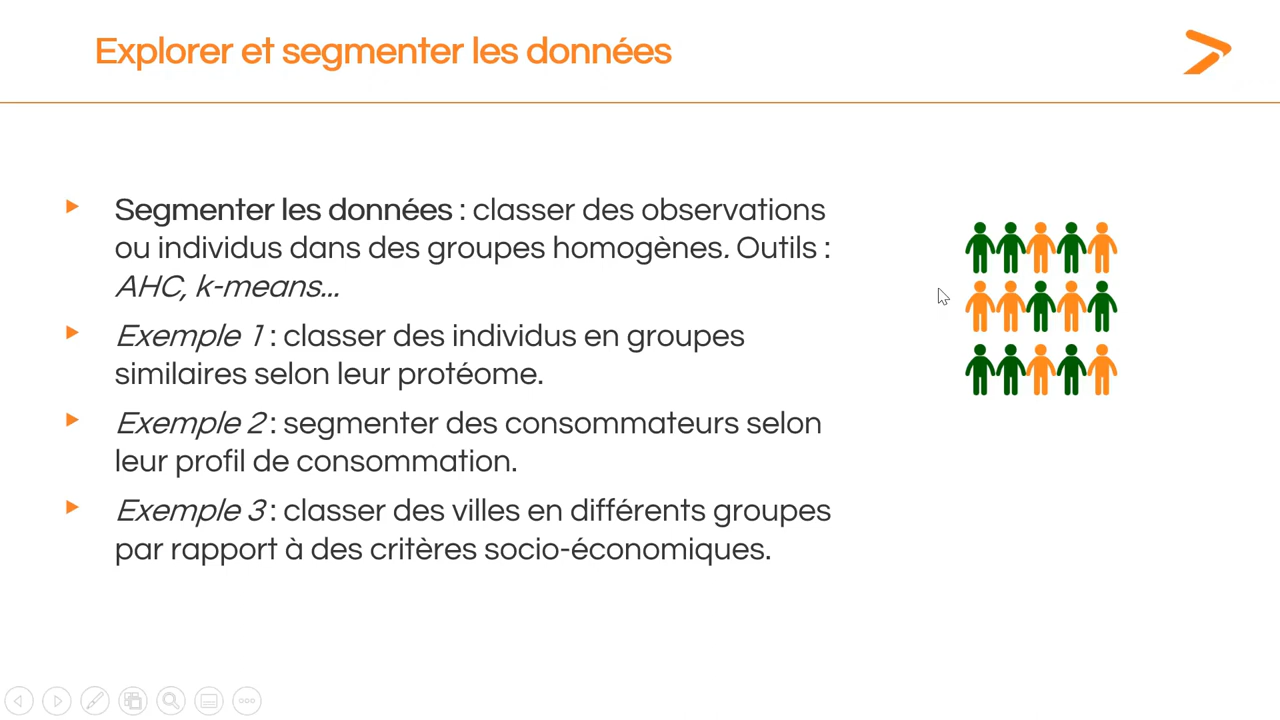 Explorer et segmenter les données
Segmenter les données : classer des observations
ou individus dans des groupes homogènes. Outils :
AHC, k-means...
Exemple 1 : classer des individus en groupes
similaires selon leur protéome.
Exemple 2 : segmenter des consommateurs selon
leur profil de consommation.
Exemple 3 : classer des villes en différents groupes
par rapport à des critères socio-économiques.